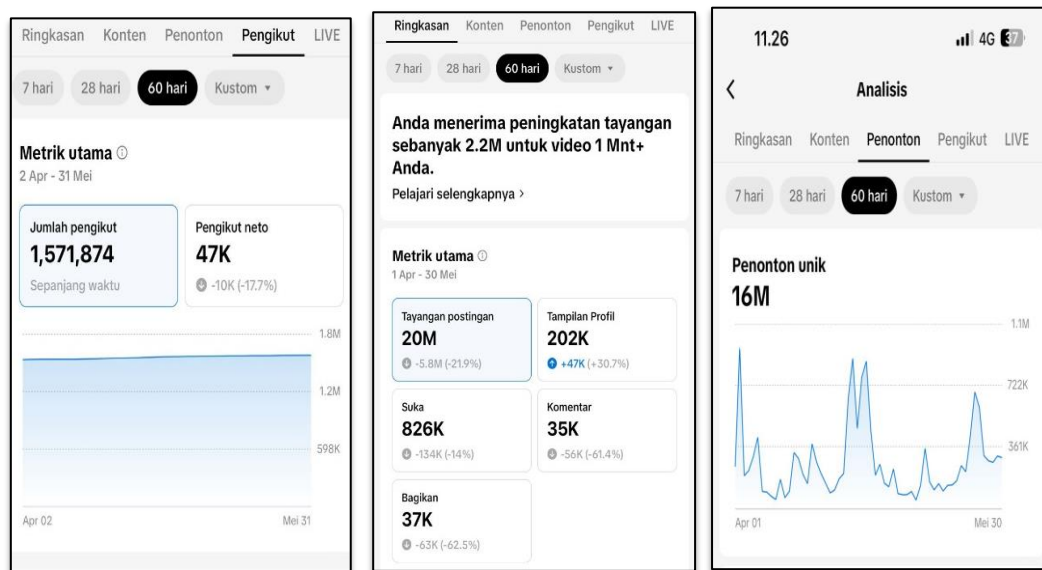 Ringkasan Konten Penonton Pengikut LIVE
7 hari 28 hari 60 hari Kustom
Metrik utama
2 Apr - 31 Mei
Jumlah pengikut
1,571,874
Sepanjang waktu
Pengikut neto
47K
-10K (-17.7%)
1.8M
1.2M
598K
Apr 02 Mei 31
Ringkasan Konten Penonton Pengikut LIVE
7 hari 28 hari 60 hari Kustom
Anda menerima peningkatan tayangan
sebanyak 2.2M untuk video 1 Mnt+
Anda.
Pelajari selengkapnya >
Metrik utama
1 Apr - 30 Mei
Tayangan postingan
20M
-5.8M (-21.9%)
Tampilan Profil
202K
+47K (+30.7%)
Suka
826K
-134K (-14%)
Komentar
35K
-56K (-61.4%)
Bagikan
37K
-63K (-62.5%)
11.26 4G 37
Analisis
Ringkasan Konten Penonton Pengikut LIVE
7 hari 28 hari 60 hari Kustom
Penonton unik
16M
1.1M
722K
361K
Apr 01 Mei 30